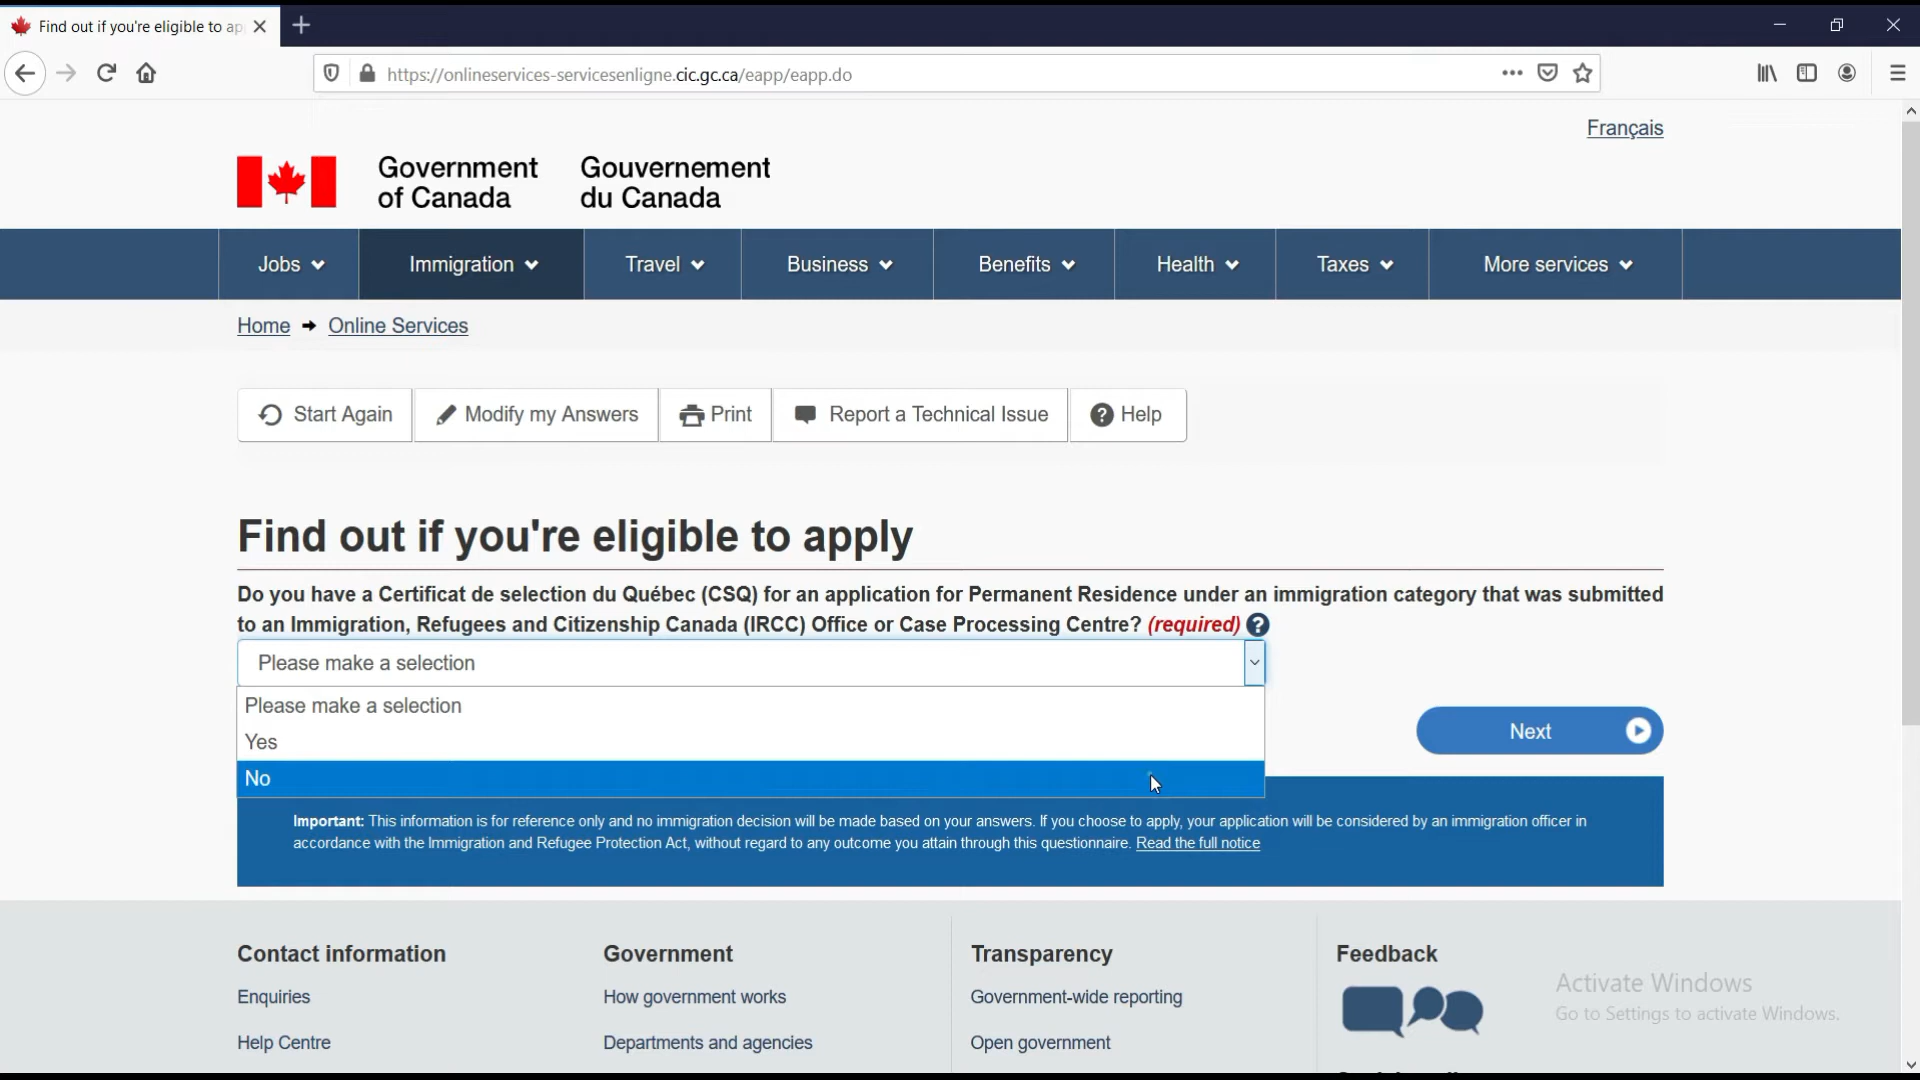 Find out if you're eligible to ap
https://onlineservices-servicesenligne.cic.gc.ca/eapp/eapp.do
Français
Government
of Canada
Gouvernement
du Canada
Jobs
Immigration
Travel
Business
Benefits
Health
Taxes
More services
Home
Online Services
Start Again
Modify my Answers
Print
Report a Technical Issue
Help
Find out if you're eligible to apply
Do you have a Certificat de selection du Québec (CSQ) for an application for Permanent Residence under an immigration category that was submitted
to an Immigration, Refugees and Citizenship Canada (IRCC) Office or Case Processing Centre? (required)
Please make a selection
Please make a selection
Yes
No
Next
Important: This information is for reference only and no immigration decision will be made based on your answers. If you choose to apply, your application will be considered by an immigration officer in
accordance with the Immigration and Refugee Protection Act, without regard to any outcome you attain through this questionnaire. Read the full notice
Contact information
Enquiries
Help Centre
Government
How government works
Departments and agencies
Transparency
Government-wide reporting
Open government
Feedback
Activate Windows
Go to Settings to activate Windows.